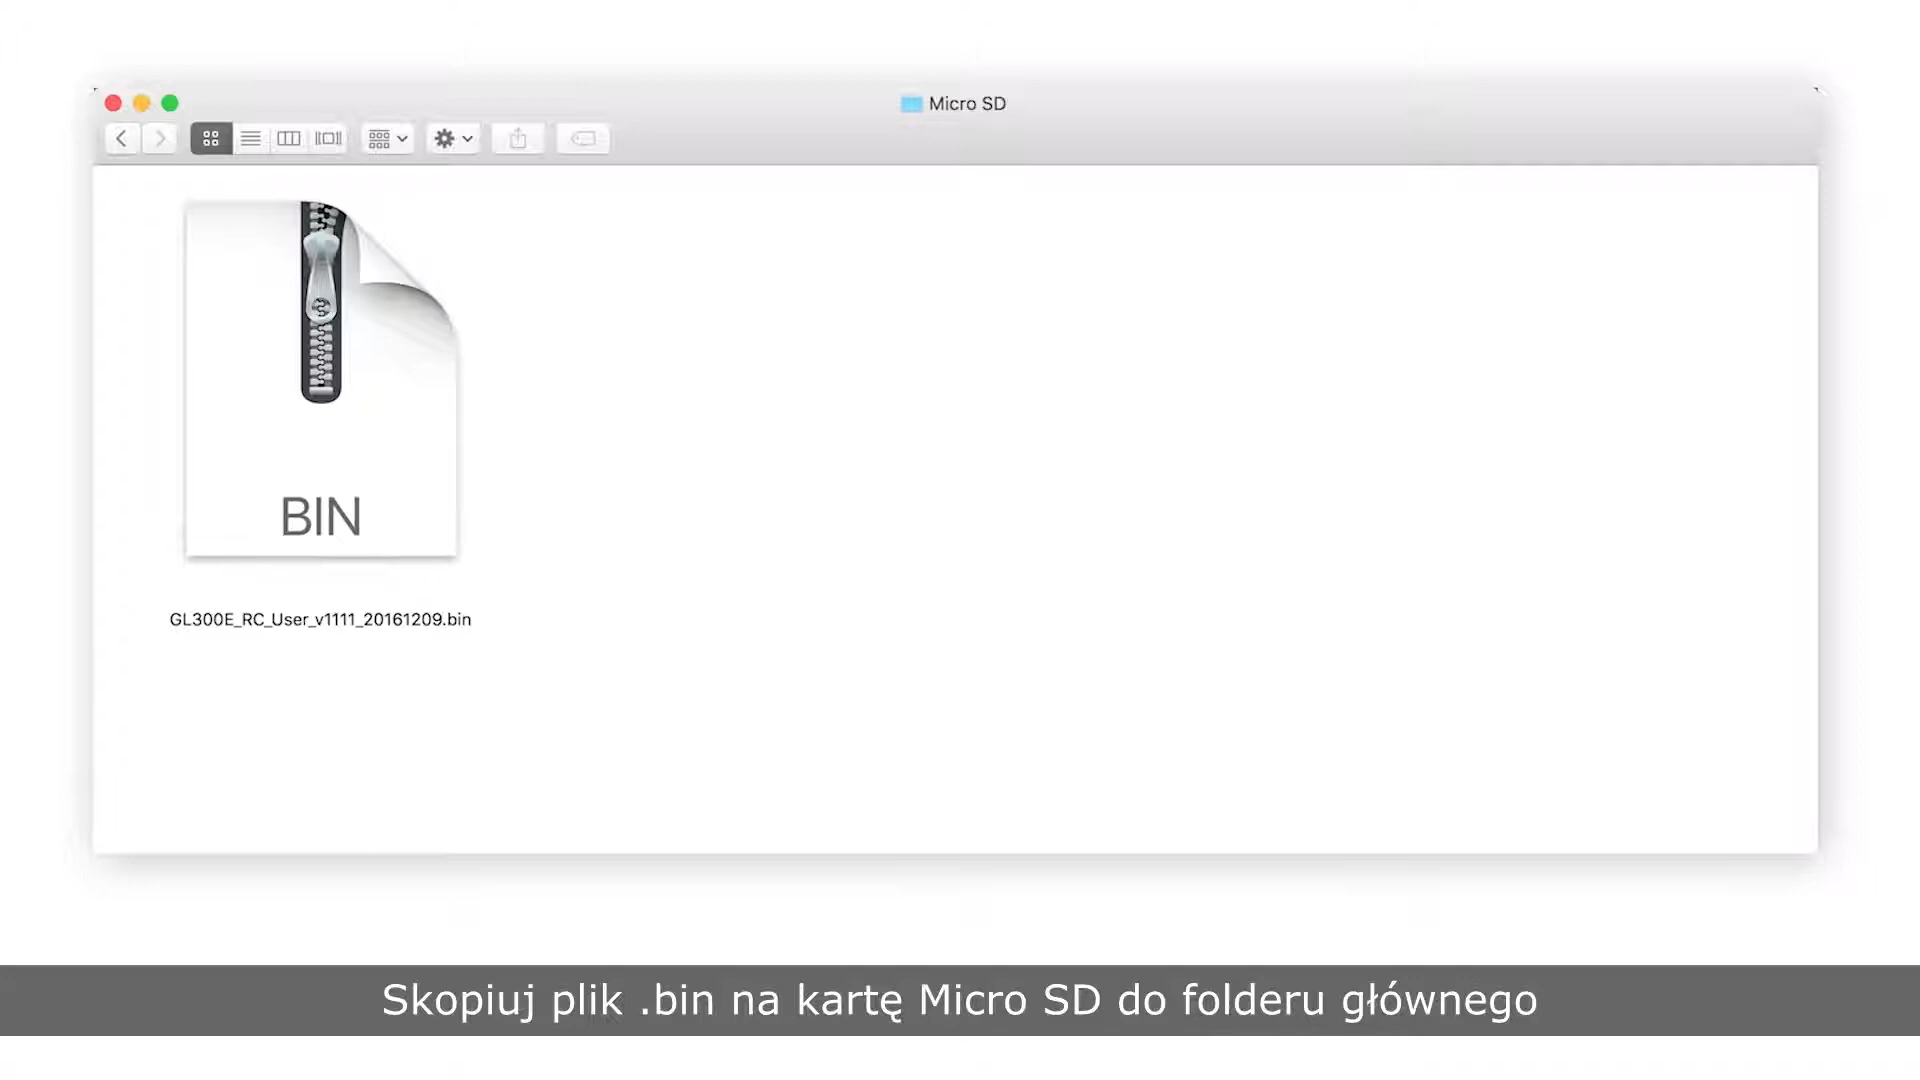 Micro SD
BIN
GL300E_RC_User_v1111_20161209.bin
Skopiuj plik .bin na kartę Micro SD do folderu głównego